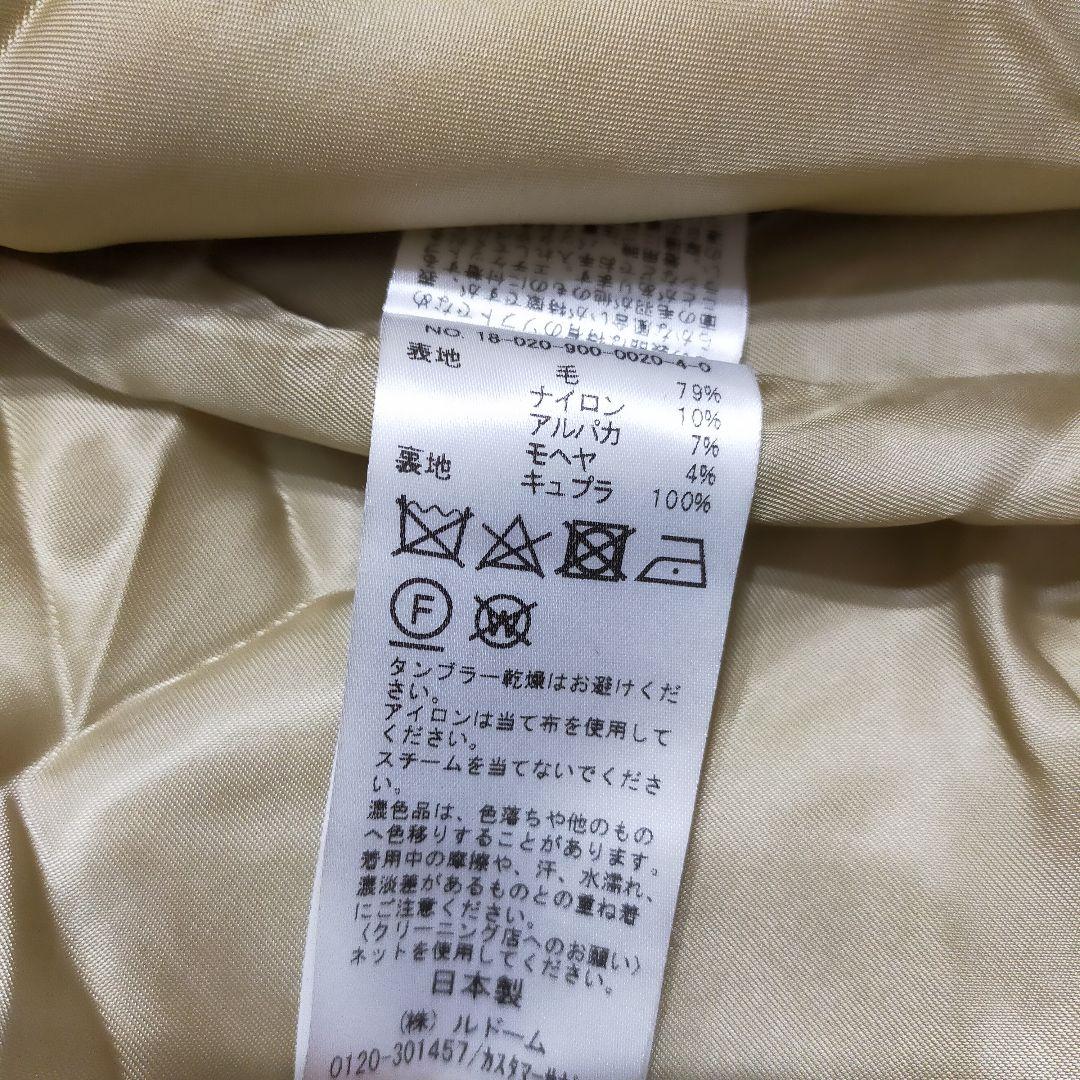 NO. 18-020-900-0020-4-0
表地 毛 79%
ナイロン 10%
アルパカ 7%
モヘヤ 4%
裏地 キュプラ 100%
F
W
タンブラー乾燥はお避けくだ
さい。
アイロンは当て布を使用して
ください。
スチームを当てないでくださ
い。
濃色品は、色落ちや他のもの
へ色移りすることがあります。
着用中の摩擦や、汗、水濡れ、
濃淡差があるものとの重ね着
にご注意ください。
〈クリーニング店へのお願い〉
ネットを使用してください。
日本製
(株) ルドーム
0120-301457/カスタマー